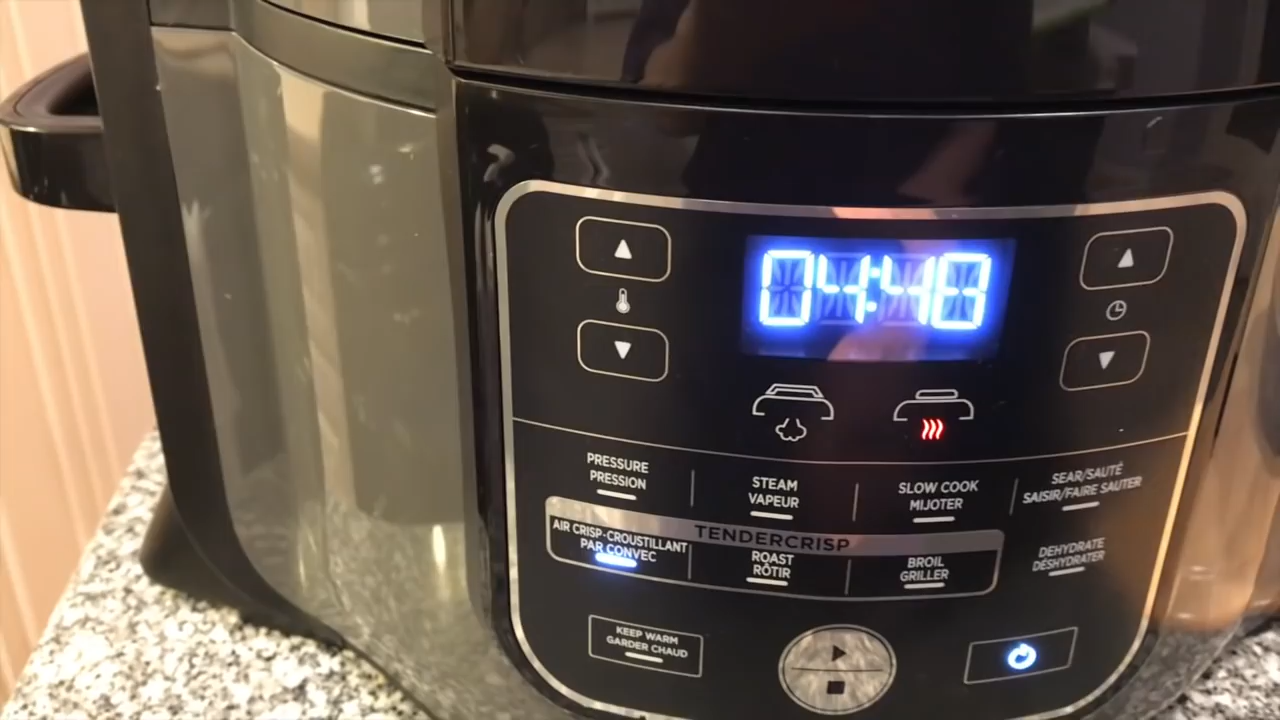 04:48
PRESSURE
PRESSION
STEAM
VAPEUR
SLOW COOK
MIJOTER
SEAR/SAUTÉ
SAISIR/FAIRE SAUTER
TENDERCRISP
AIR CRISP-CROUSTILLANT
PAR CONVEC
ROAST
RÔTIR
BROIL
GRILLER
DEHYDRATE
DÉSHYDRATER
KEEP WARM
GARDER CHAUD